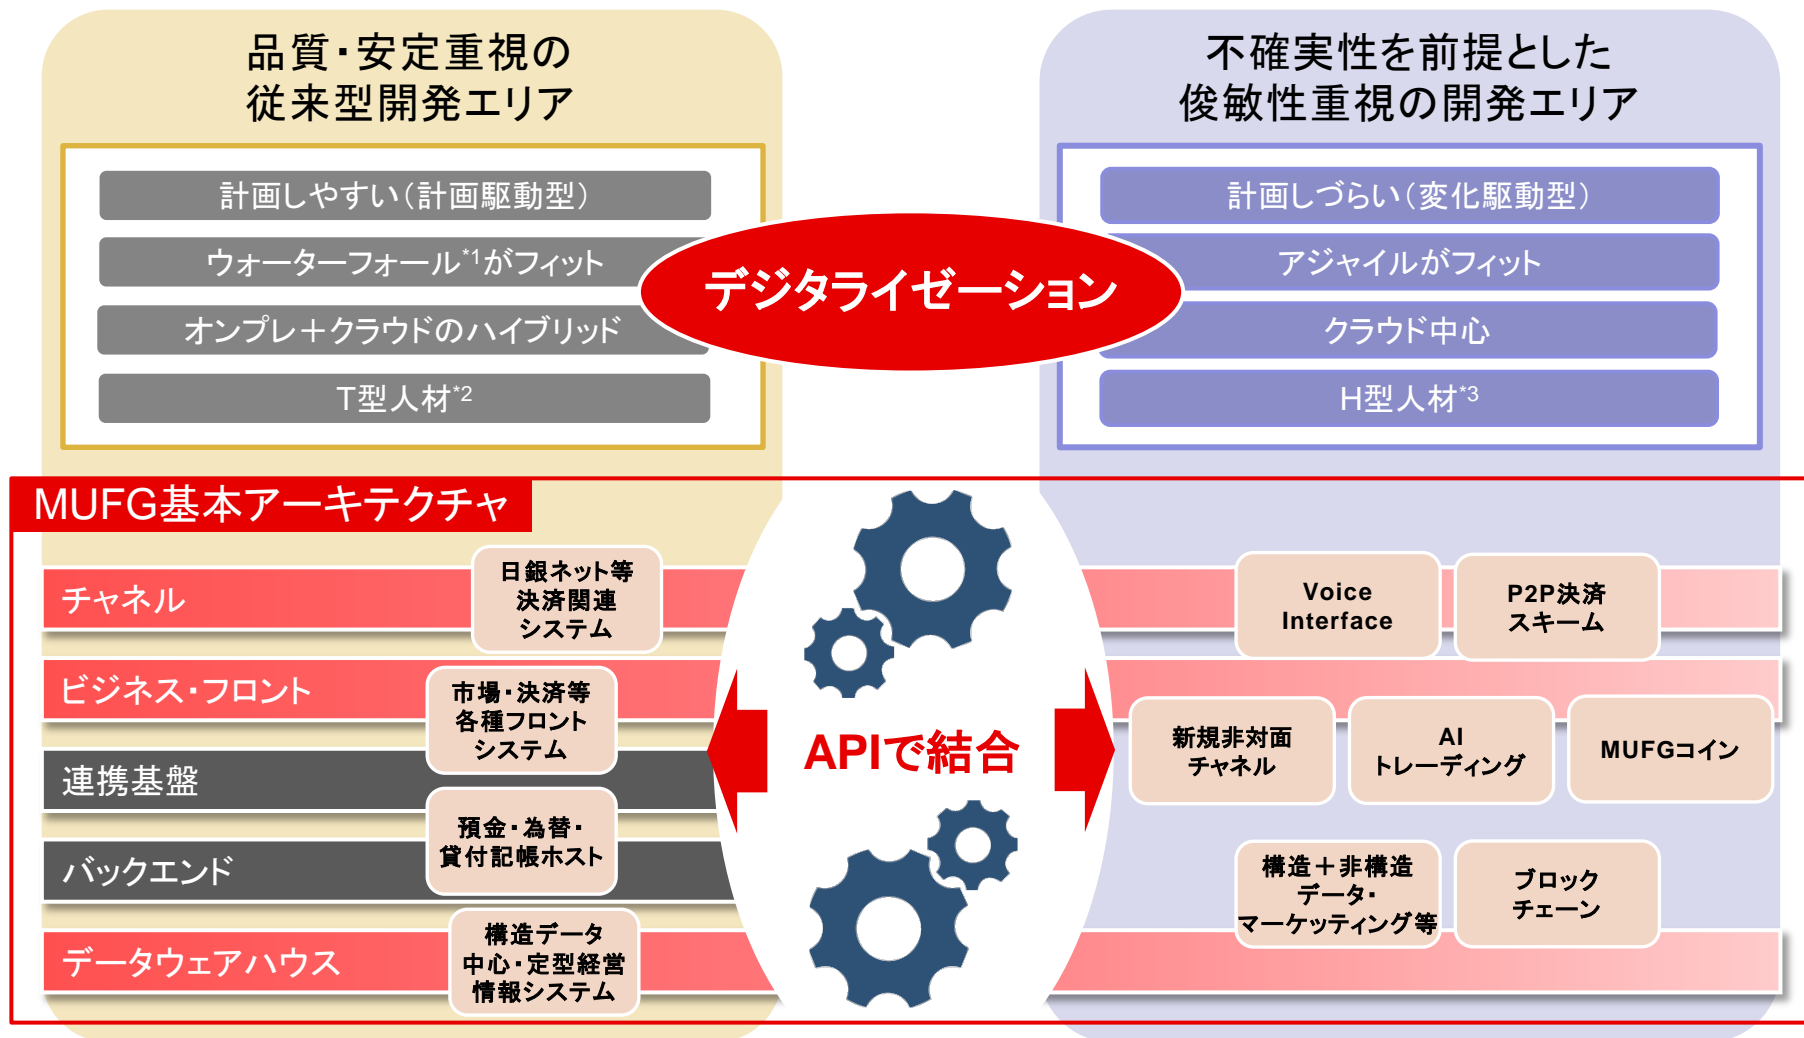 品質・安定重視の
従来型開発エリア
計画しやすい（計画駆動型）
ウォーターフォール*1がフィット
オンプレ＋クラウドのハイブリッド
T型人材*2
デジタライゼーション
不確実性を前提とした
俊敏性重視の開発エリア
計画しづらい（変化駆動型）
アジャイルがフィット
クラウド中心
H型人材*3
MUFG基本アーキテクチャ
チャネル
日銀ネット等
決済関連
システム
ビジネス・フロント
市場・決済等
各種フロント
システム
連携基盤
預金・為替・
貸付記帳ホスト
バックエンド
データウェアハウス
構造データ
中心・定型経営
情報システム
APIで結合
Voice
Interface
P2P決済
スキーム
新規非対面
チャネル
AI
トレーディング
MUFGコイン
構造＋非構造
データ・
マーケッティング等
ブロック
チェーン